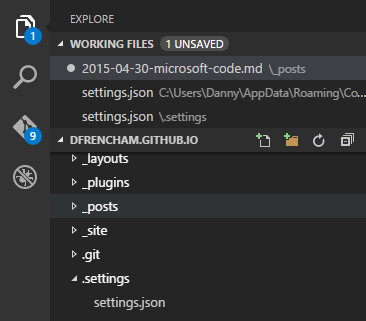 EXPLORE
1
WORKING FILES 1 UNSAVED
2015-04-30-microsoft-code.md \_posts
settings.json C:\Users\Danny\AppData\Roaming\Co...
settings.json \.settings
9
DFRENCHAM.GITHUB.IO
_layouts
_plugins
_posts
_site
.git
.settings
settings.json